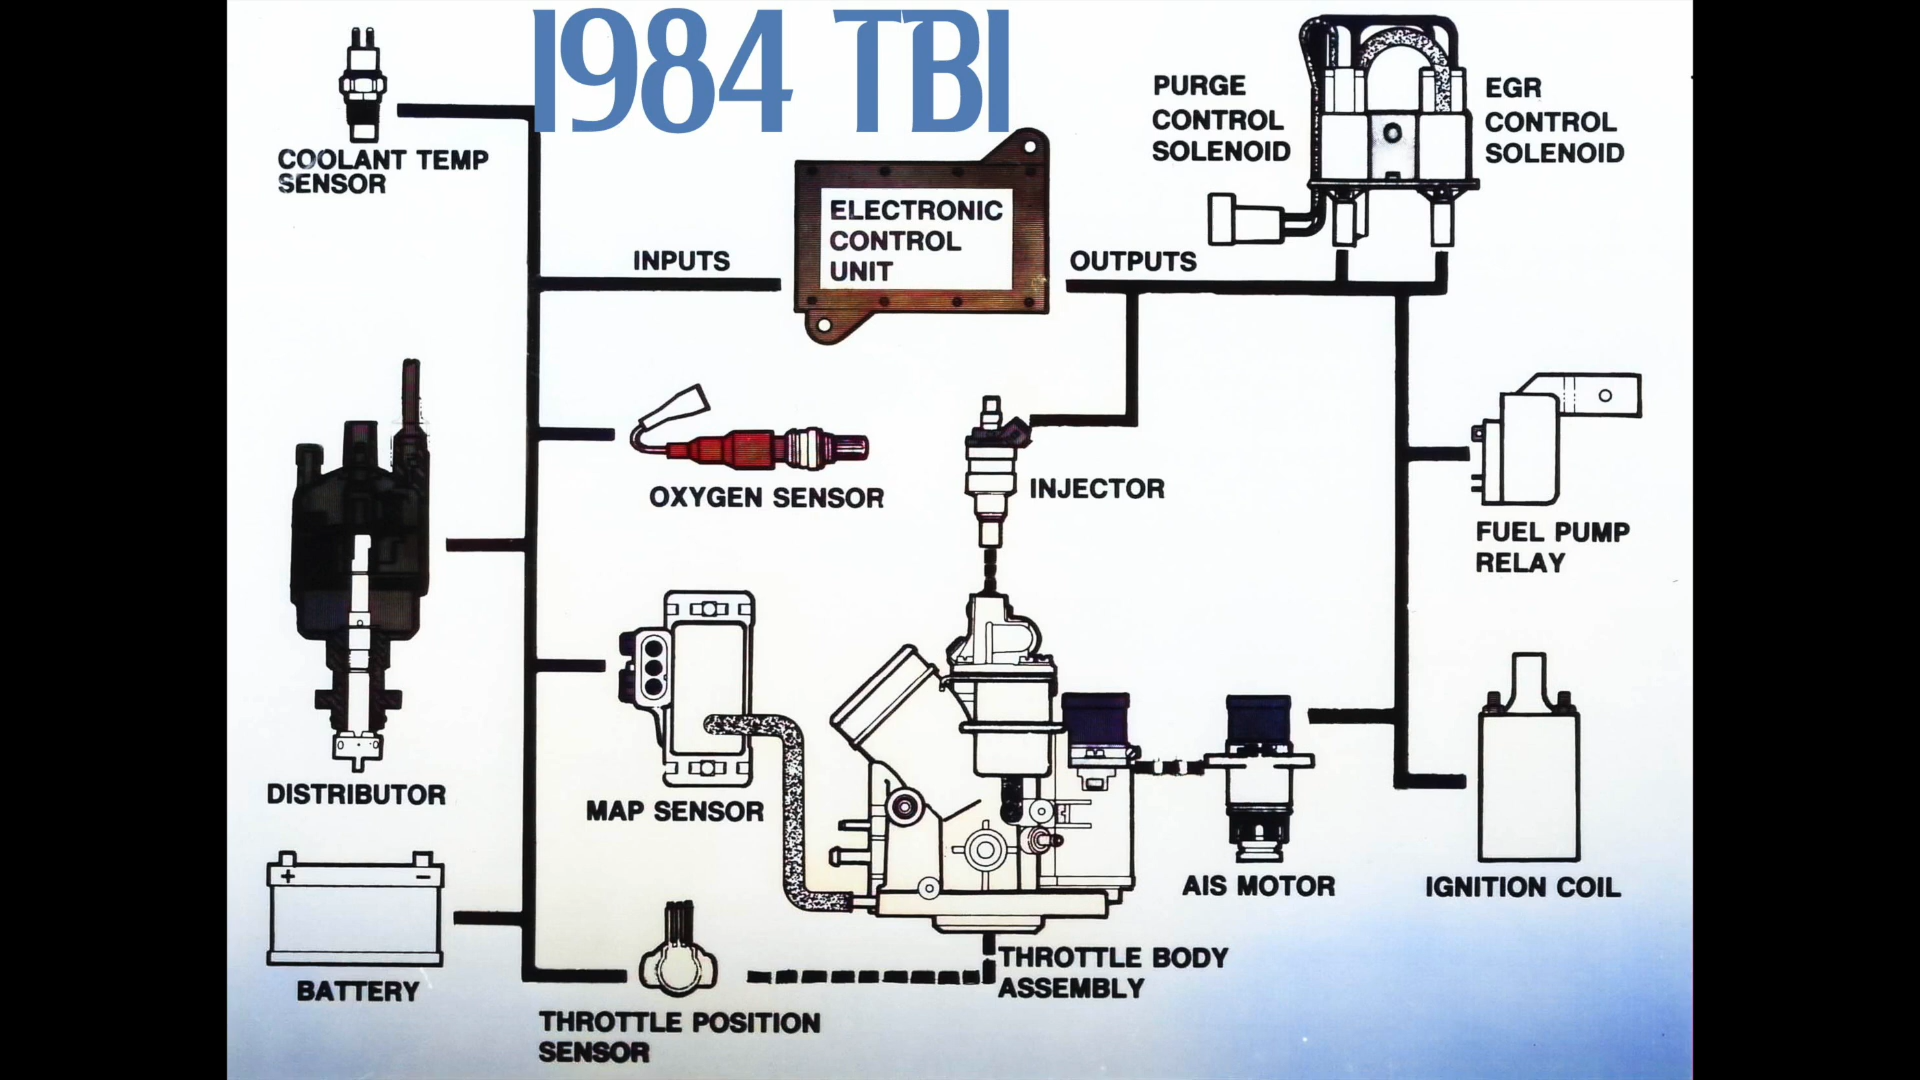 1984 TBI
COOLANT TEMP
SENSOR
PURGE
CONTROL
SOLENOID
EGR
CONTROL
SOLENOID
ELECTRONIC
CONTROL
UNIT
INPUTS
OUTPUTS
OXYGEN SENSOR
INJECTOR
FUEL PUMP
RELAY
DISTRIBUTOR
MAP SENSOR
AIS MOTOR
IGNITION COIL
+ −
BATTERY
THROTTLE BODY
ASSEMBLY
THROTTLE POSITION
SENSOR